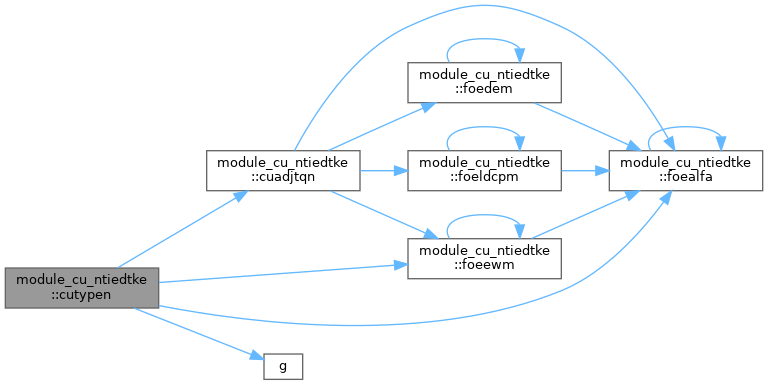 module_cu_ntiedtke
::foedem
module_cu_ntiedtke
::cuadjtqn
module_cu_ntiedtke
::foeldcpm
module_cu_ntiedtke
::foealfa
module_cu_ntiedtke
::foeewm
module_cu_ntiedtke
::cutypen
g